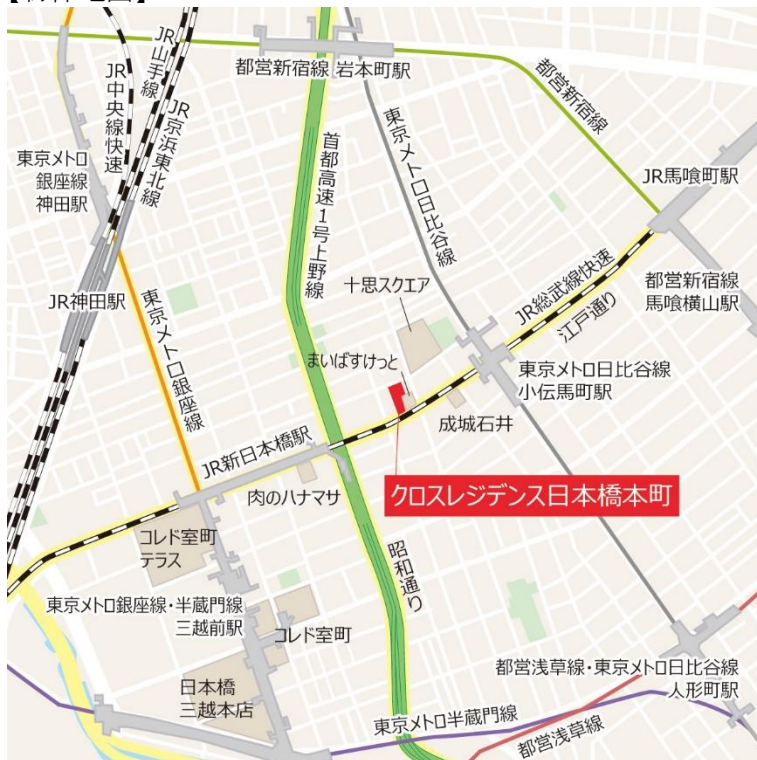 JR山手線
JR中央線快速
JR京浜東北線
都営新宿線 岩本町駅
都営新宿線
東京メトロ
銀座線
神田駅
首都高速1号上野線
東京メトロ日比谷線
JR馬喰町駅
十思スクエア
JR総武線快速
江戸通り
都営新宿線
馬喰横山駅
JR神田駅
東京メトロ銀座線
まいばすけっと
東京メトロ日比谷線
小伝馬町駅
成城石井
JR新日本橋駅
肉のハナマサ
クロスレジデンス日本橋本町
コレド室町
テラス
昭和通り
東京メトロ銀座線・半蔵門線
三越前駅
コレド室町
都営浅草線・東京メトロ日比谷線
人形町駅
日本橋
三越本店
東京メトロ半蔵門線
都営浅草線